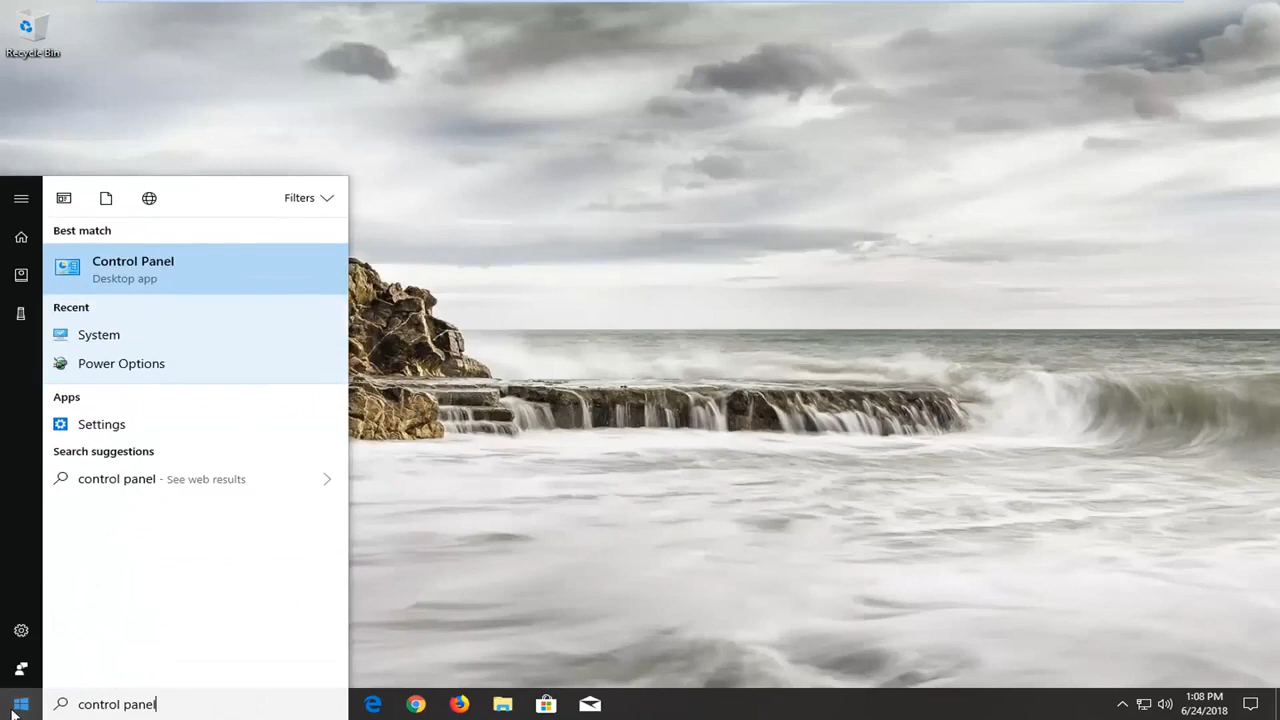 Recycle Bin
Filters
Best match
Control Panel
Desktop app
Recent
System
Power Options
Apps
Settings
Search suggestions
control panel - See web results
control panel
1:08 PM
6/24/2018